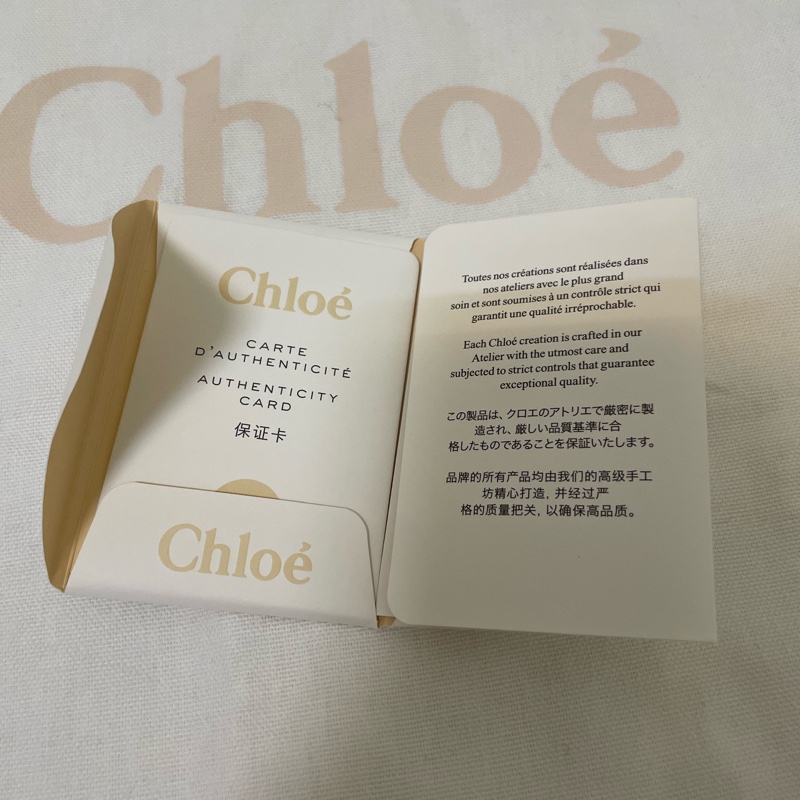 Chloé
Chloé
CARTE
D'AUTHENTICITÉ
AUTHENTICITY
CARD
保证卡
Chloé
Toutes nos créations sont réalisées dans
nos ateliers avec le plus grand
soin et sont soumises à un contrôle strict qui
garantit une qualité irréprochable.
Each Chloé creation is crafted in our
Atelier with the utmost care and
subjected to strict controls that guarantee
exceptional quality.
この製品は、クロエのアトリエで厳密に製
造され、厳しい品質基準に合
格したものであることを保証いたします。
品牌的所有产品均由我们的高级手工
坊精心打造, 并经过严
格的质量把关, 以确保高品质。